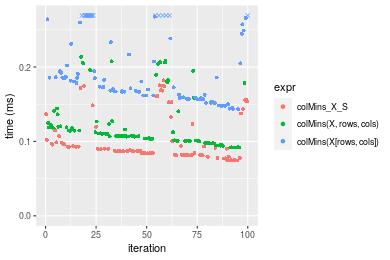 time (ms)
0.2
0.1
0.0
0
25
50
75
100
iteration
expr
colMins_X_S
colMins(X, rows, cols)
colMins(X[rows, cols])